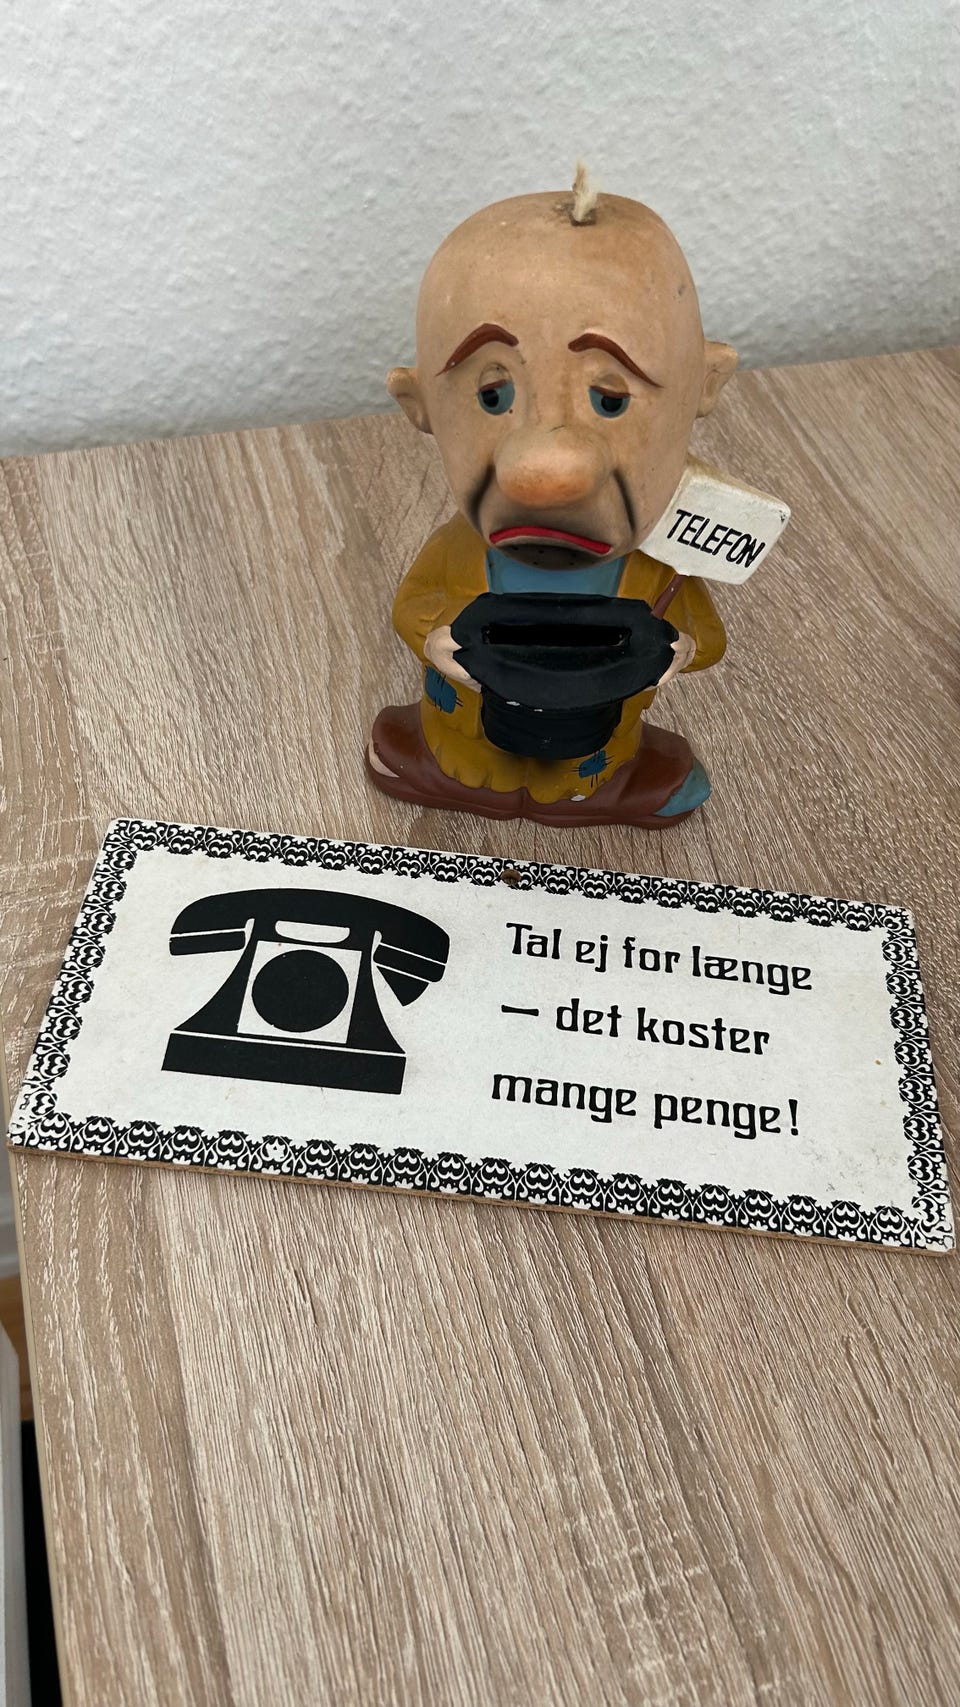 TELEFON
Tal ej for længe
— det koster
mange penge!